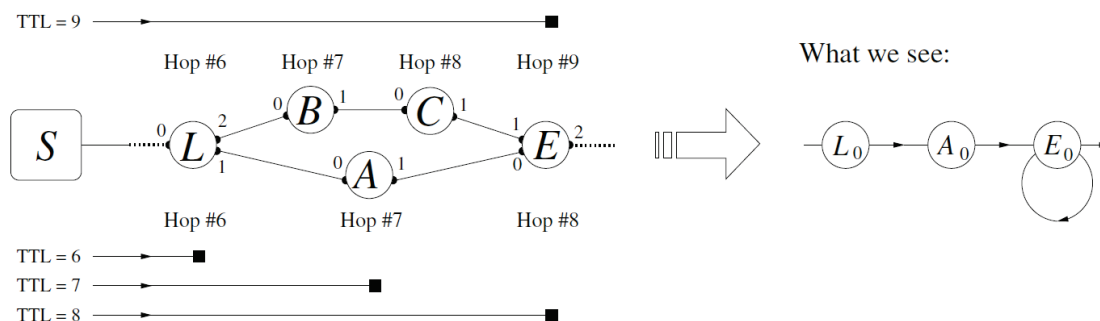 TTL = 9
Hop #6 Hop #7 Hop #8 Hop #9
What we see:
0 B 1 0 C 1
S 0 L 2 1 E 2
1 0 A 1 0
L0 A0 E0
Hop #6 Hop #7 Hop #8
TTL = 6
TTL = 7
TTL = 8